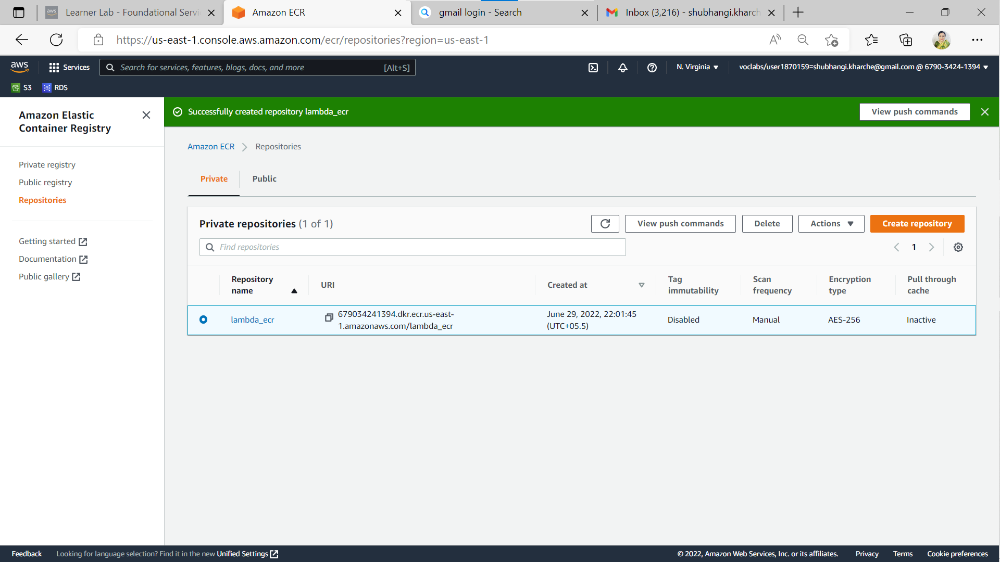 Learner Lab - Foundational Servi
Amazon ECR
gmail login - Search
Inbox (3,216) - shubhangi.kharch
https://us-east-1.console.aws.amazon.com/ecr/repositories?region=us-east-1
aws
Services
Search for services, features, blogs, docs, and more
[Alt+S]
N. Virginia
voclabs/user1870159=shubhangi.kharche@gmail.com @ 6790-3424-1394
S3
RDS
Amazon Elastic
Container Registry
Private registry
Public registry
Repositories
Getting started
Documentation
Public gallery
Successfully created repository lambda_ecr
View push commands
Amazon ECR
Repositories
Private
Public
Private repositories (1 of 1)
View push commands
Delete
Actions
Create repository
Find repositories
1
Repository
name
URI
Created at
Tag
immutability
Scan
frequency
Encryption
type
Pull through
cache
lambda_ecr
679034241394.dkr.ecr.us-east-
1.amazonaws.com/lambda_ecr
June 29, 2022, 22:01:45
(UTC+05.5)
Disabled
Manual
AES-256
Inactive
Feedback
Looking for language selection? Find it in the new Unified Settings
© 2022, Amazon Web Services, Inc. or its affiliates.
Privacy
Terms
Cookie preferences